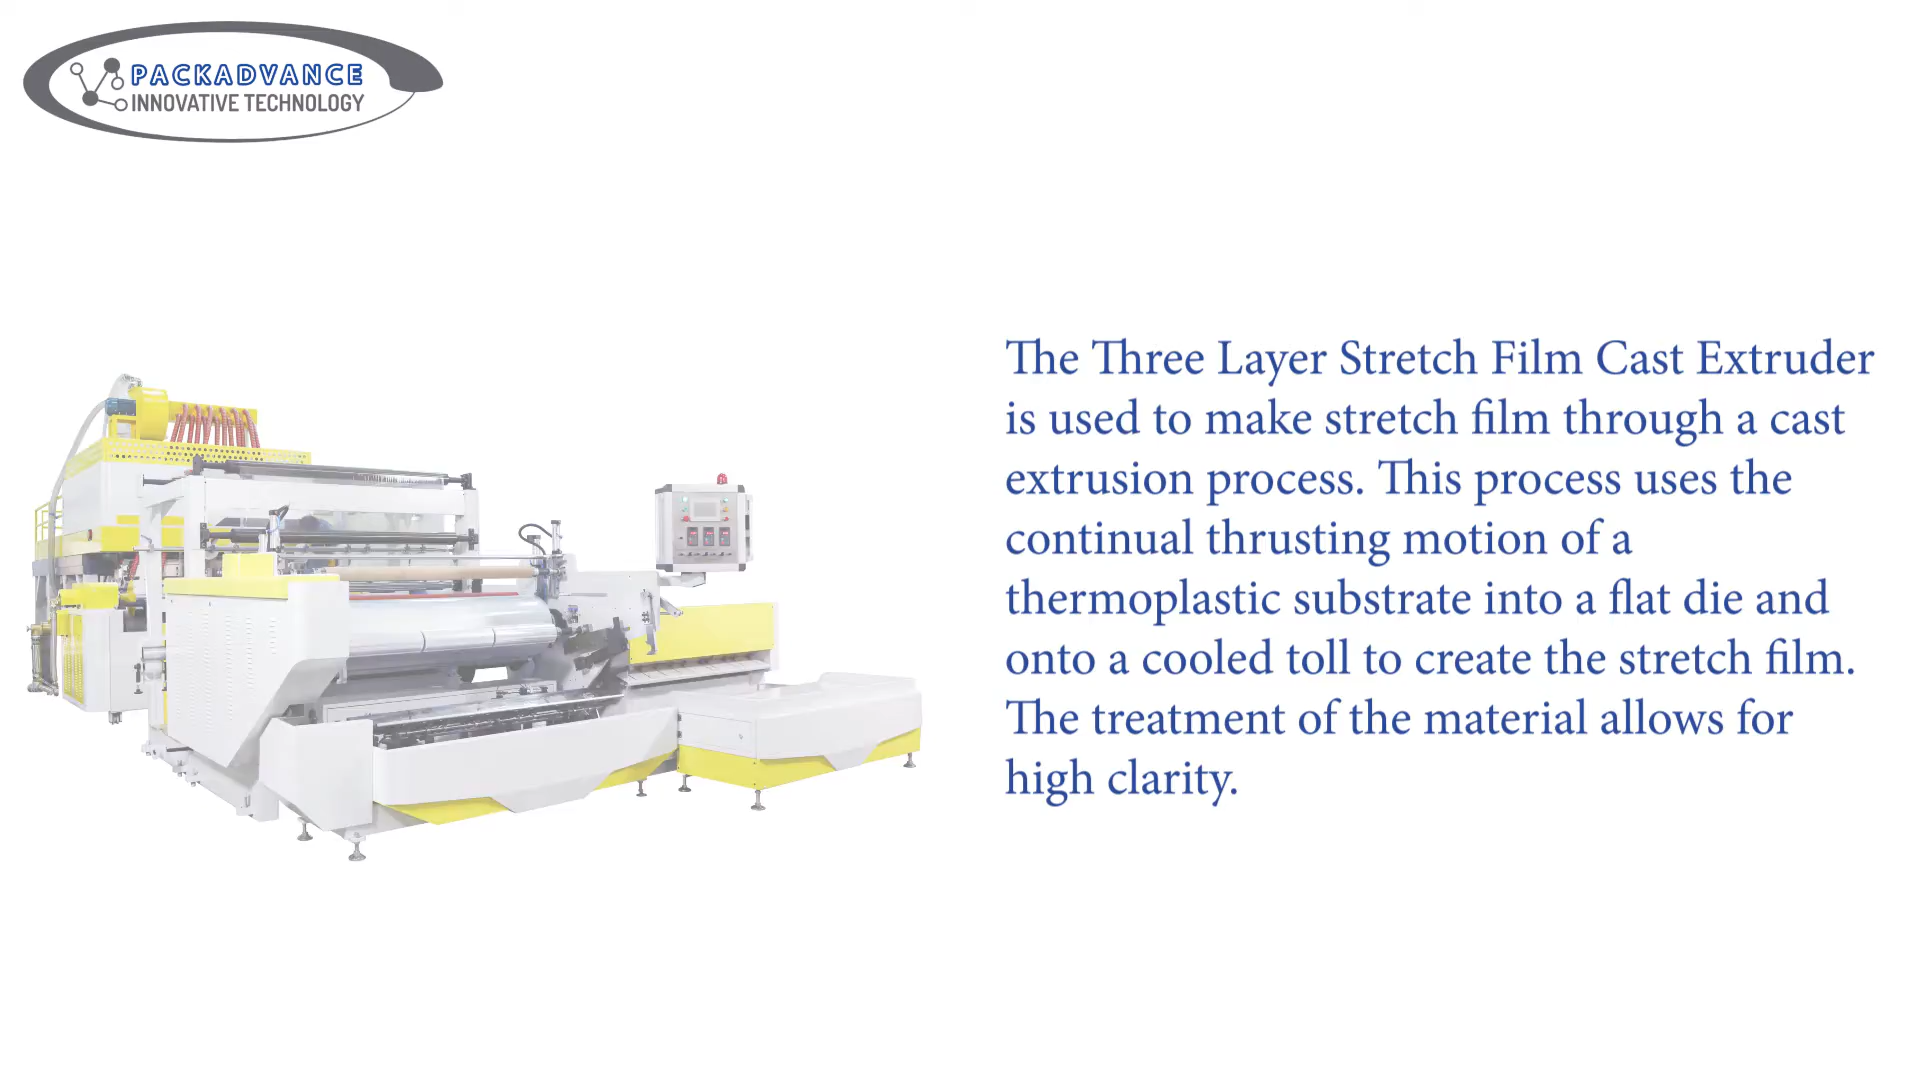 PACKADVANCE
INNOVATIVE TECHNOLOGY
The Three Layer Stretch Film Cast Extruder
is used to make stretch film through a cast
extrusion process. This process uses the
continual thrusting motion of a
thermoplastic substrate into a flat die and
onto a cooled toll to create the stretch film.
The treatment of the material allows for
high clarity.